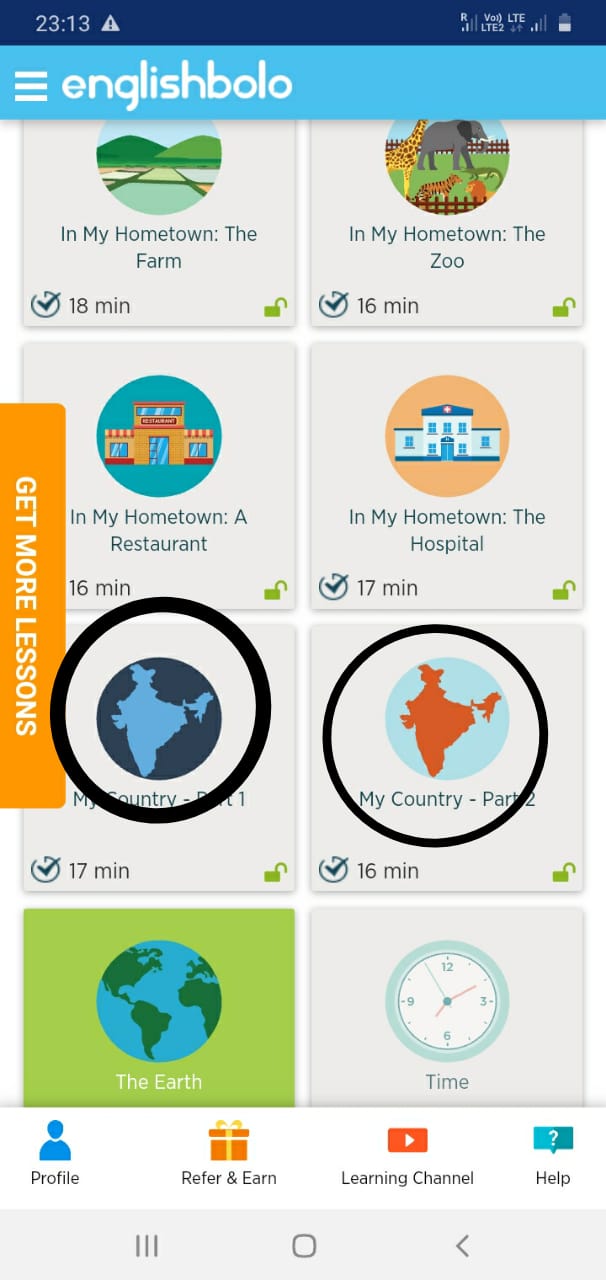 23:13
R Vo) LTE
LTE2
englishbolo
In My Hometown: The
Farm
18 min
In My Hometown: The
Zoo
16 min
GET MORE LESSONS
RESTAURANT
In My Hometown: A
Restaurant
16 min
In My Hometown: The
Hospital
17 min
My Country - Part 1
17 min
My Country - Part 2
16 min
The Earth
12
9
3
6
Time
Profile
Refer & Earn
Learning Channel
?
Help